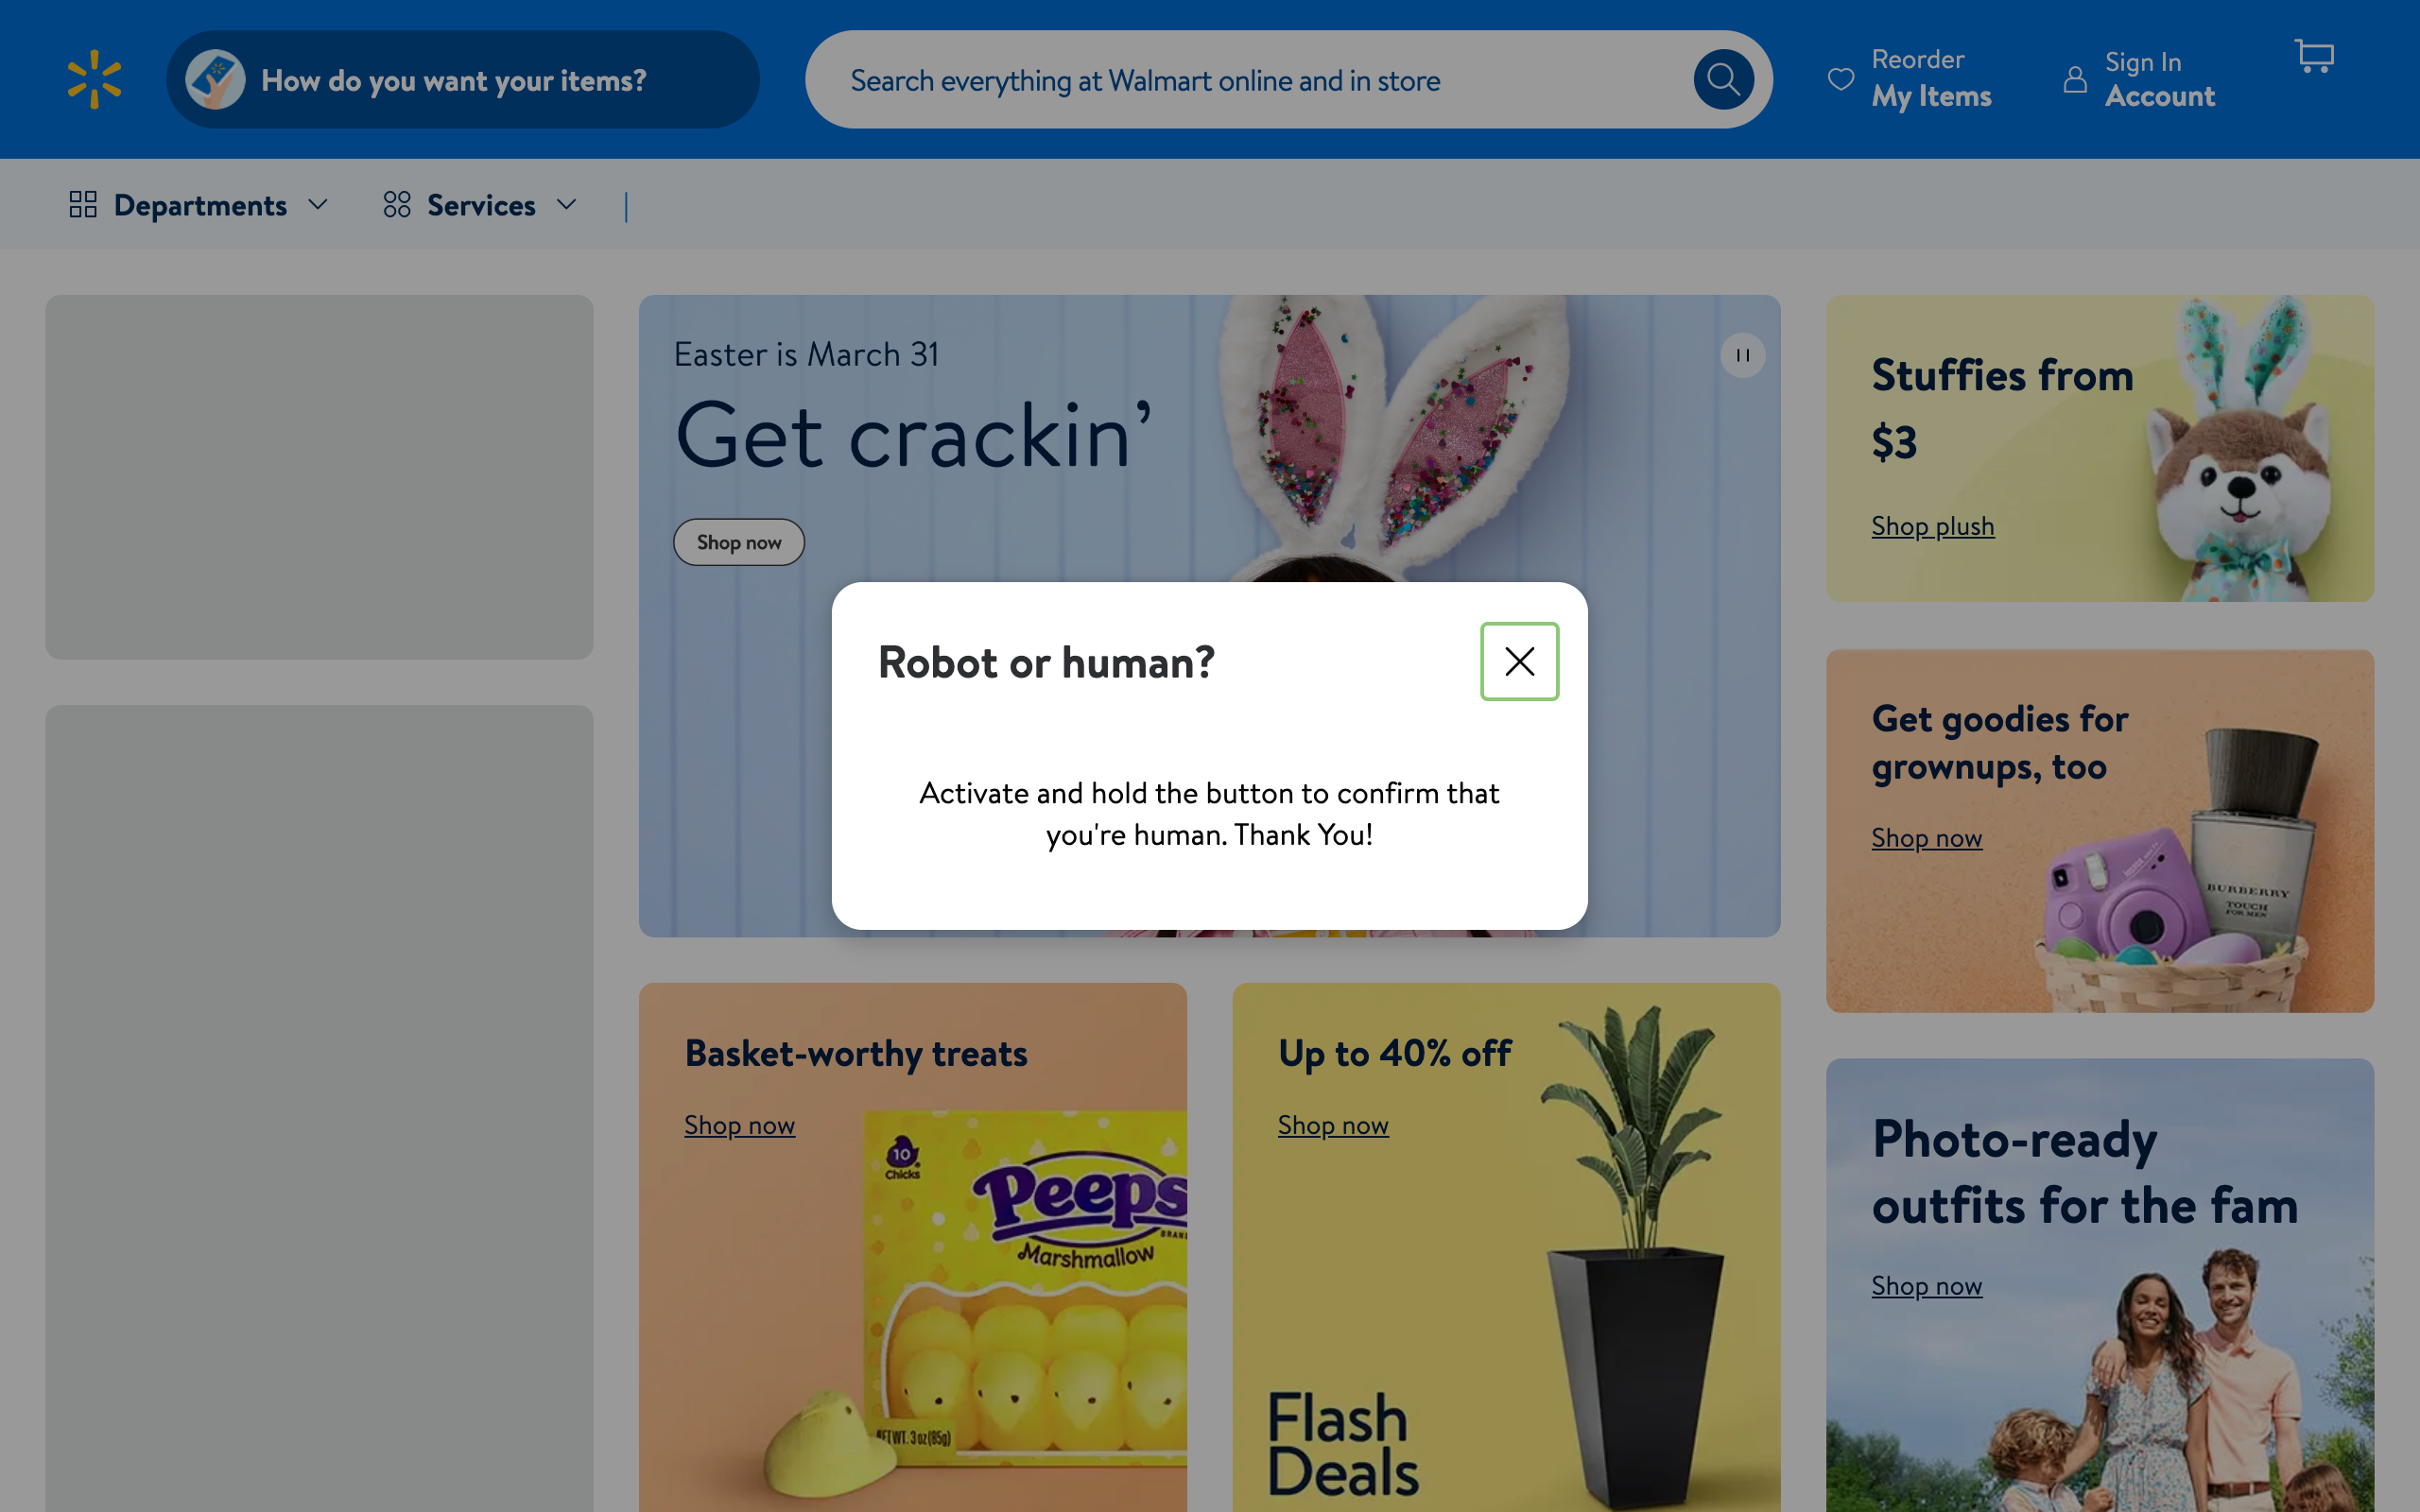 How do you want your items?
Search everything at Walmart online and in store
Reorder
My Items
Sign In
Account
Departments
Services
Easter is March 31
Get crackin’
Shop now
Stuffies from
$3
Shop plush
Robot or human?
Activate and hold the button to confirm that
you're human. Thank You!
Get goodies for
grownups, too
Shop now
BURBERRY
TOUCH
FOR MEN
Basket-worthy treats
Shop now
10
Chicks
Peeps
BRAND
Marshmallow
NET WT. 3 oz (85g)
Up to 40% off
Shop now
Flash
Deals
Photo-ready
outfits for the fam
Shop now